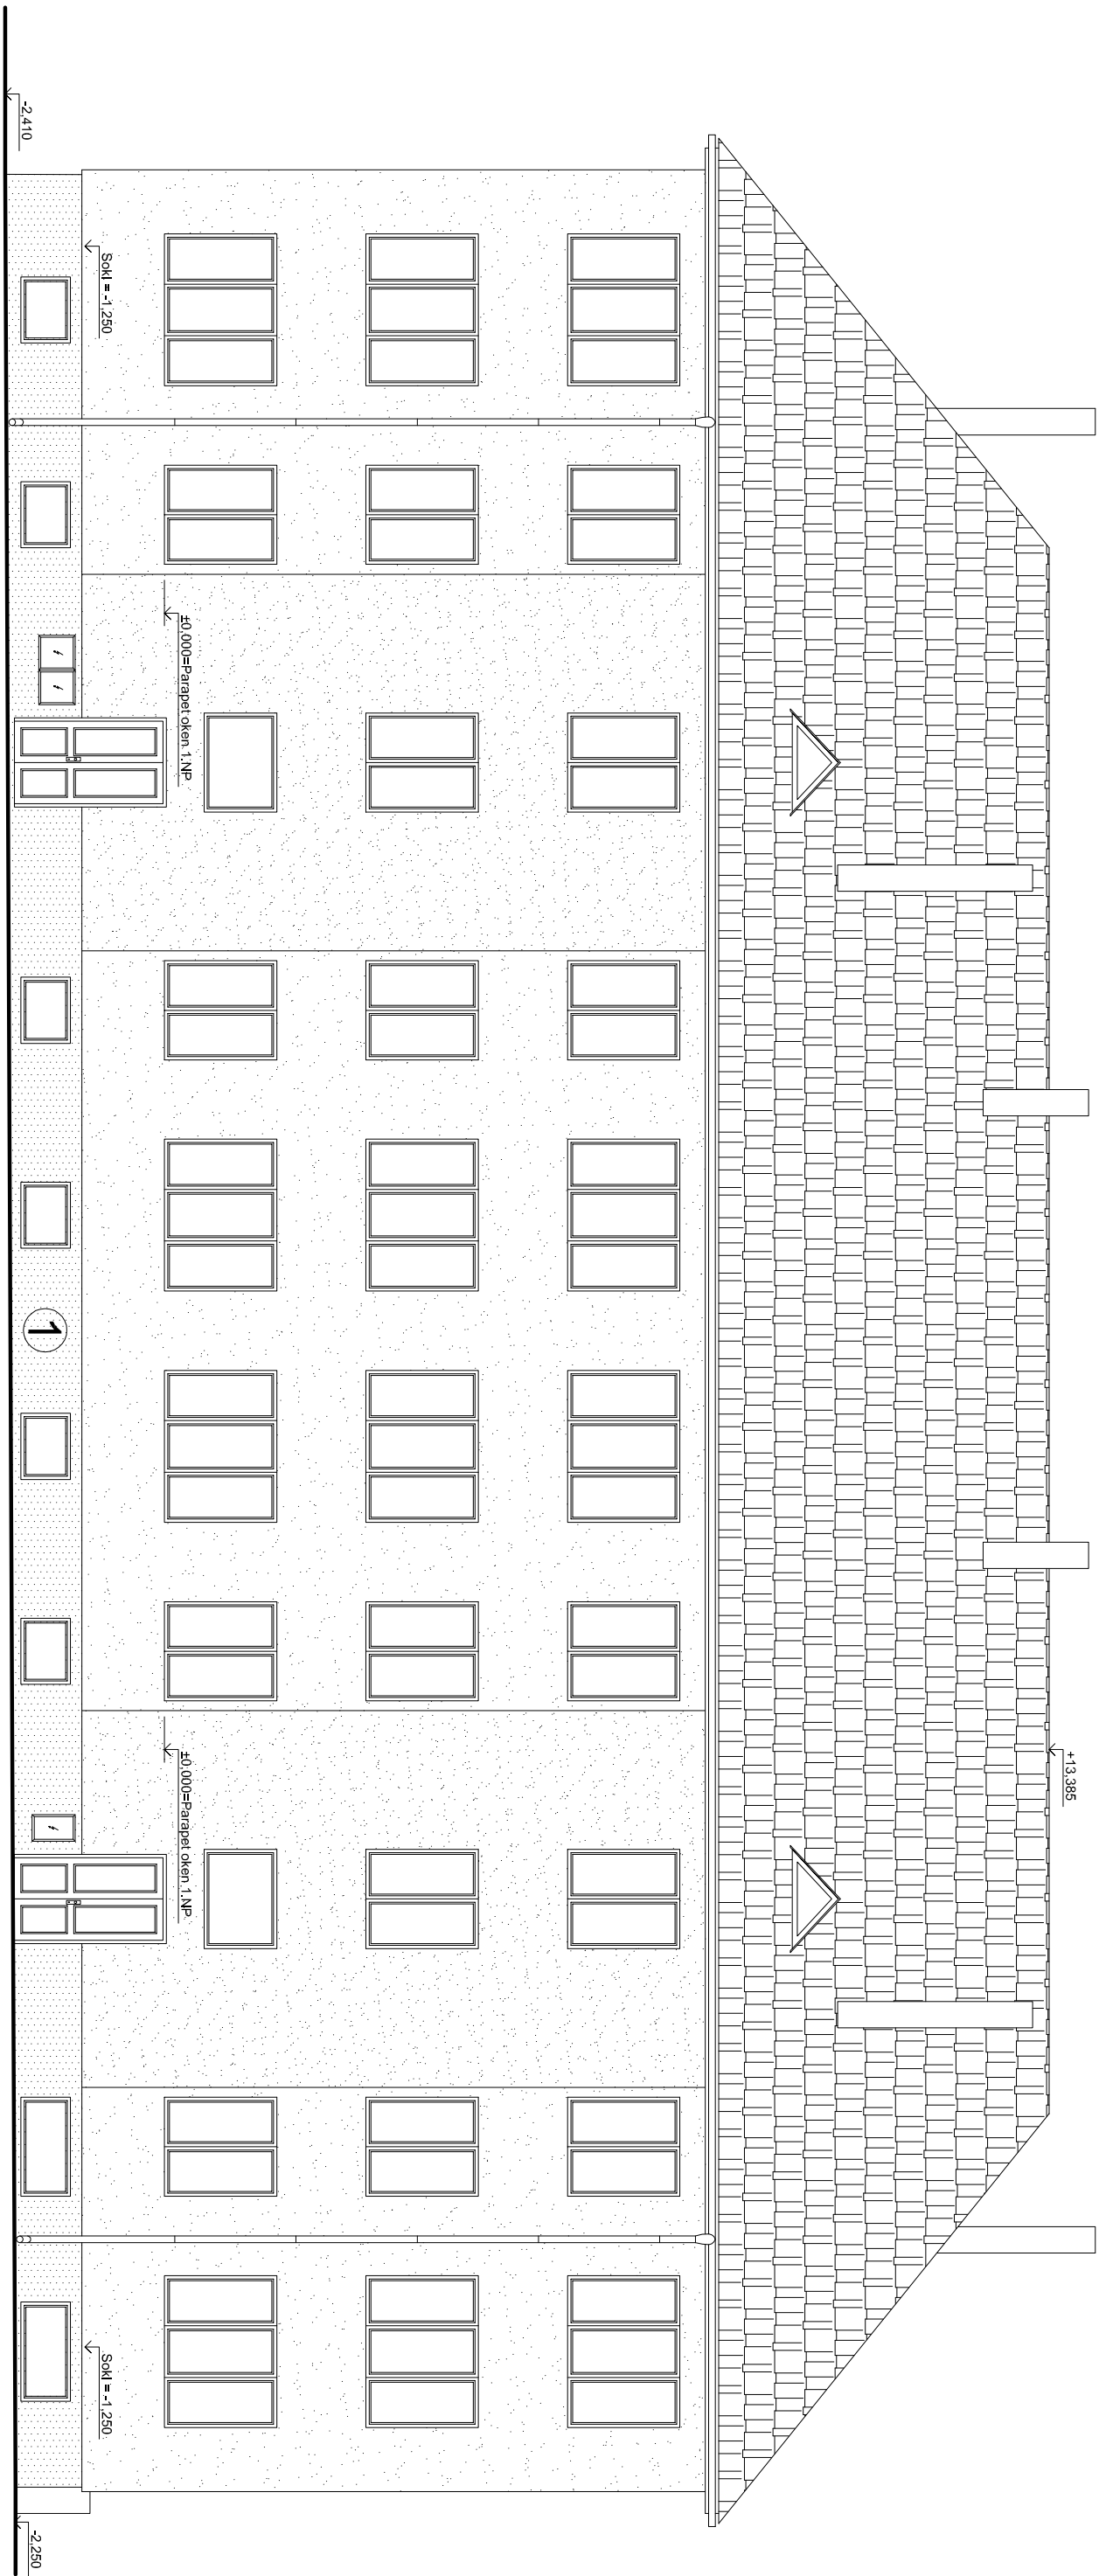 +13,385
±0,000=Parapet oken 1.NP
±0,000=Parapet oken 1.NP
Sokl = -1,250
Sokl = -1,250
1
-2,410
-2,250